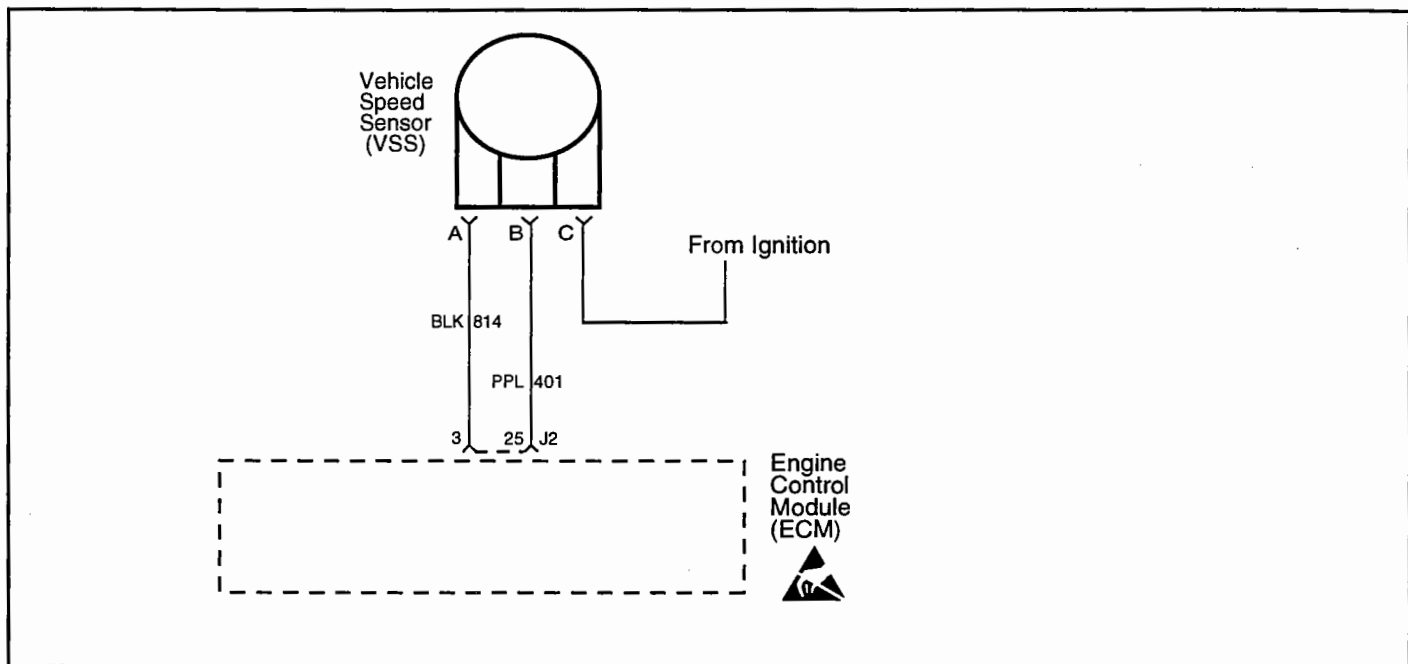 Vehicle
Speed
Sensor
(VSS)
A
B
C
From Ignition
BLK 814
PPL 401
3
25 J2
Engine
Control
Module
(ECM)